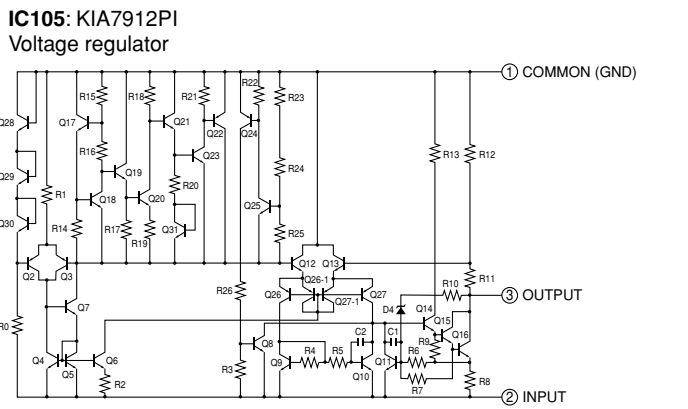 IC105: KIA7912PI
Voltage regulator
1 COMMON (GND)
R15 R18 R21 R22 R23
Q28 Q17 Q21 Q22 Q24
R16 Q23 R13 R12
Q29 Q19 R24
R1 Q18 Q20 R20 Q25
Q30 R14 R17 R19 Q31 R25
Q2 Q3 Q12 Q13
Q26-1 R11
R26 Q26 Q27-1 Q27 R10
3 OUTPUT
Q7 D4 Q14
R0 Q15
C2 C1 Q16
Q8 R9
Q4 Q5 Q6 Q9 R4 R5 Q10 Q11 R6
R2 R3 R7 R8
2 INPUT